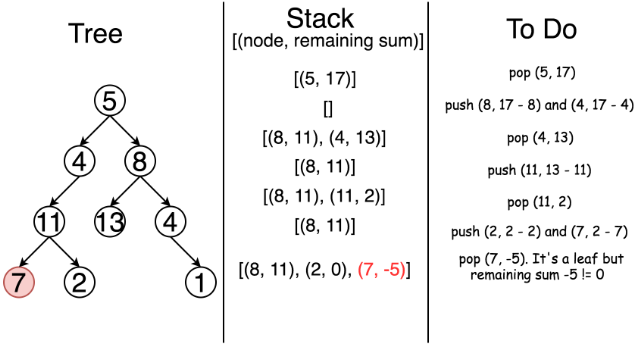 Tree
5
4 8
11 13 4
7 2 1
Stack
[(node, remaining sum)]
[(5, 17)]
[]
[(8, 11), (4, 13)]
[(8, 11)]
[(8, 11), (11, 2)]
[(8, 11)]
[(8, 11), (2, 0), (7, -5)]
To Do
pop (5, 17)
push (8, 17 - 8) and (4, 17 - 4)
pop (4, 13)
push (11, 13 - 11)
pop (11, 2)
push (2, 2 - 2) and (7, 2 - 7)
pop (7, -5). It's a leaf but
remaining sum -5 != 0